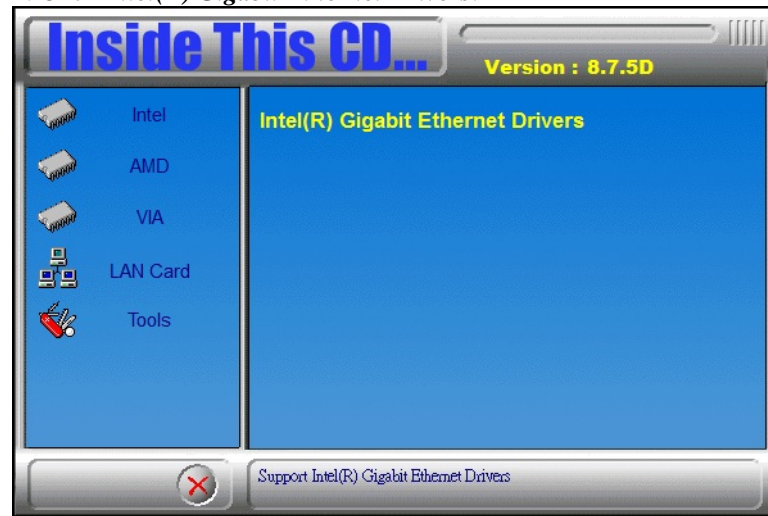 Inside This CD...
Version : 8.7.5D
Intel
AMD
VIA
LAN Card
Tools
Intel(R) Gigabit Ethernet Drivers
Support Intel(R) Gigabit Ethernet Drivers